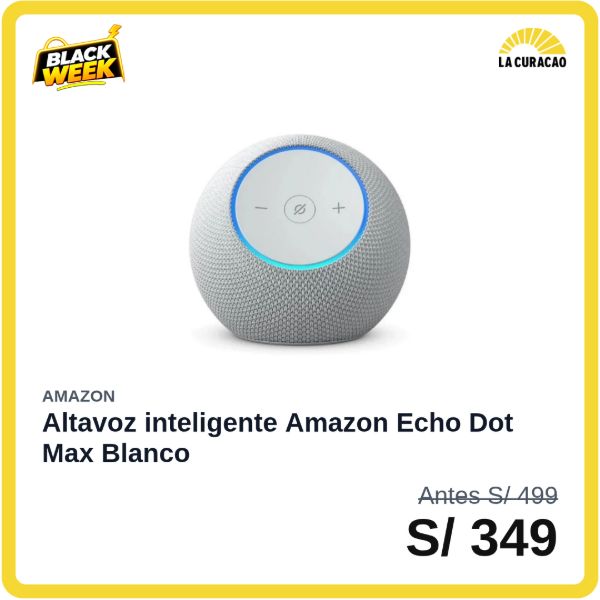 BLACK
WEEK
LA CURACAO
AMAZON
Altavoz inteligente Amazon Echo Dot
Max Blanco
Antes S/ 499
S/ 349